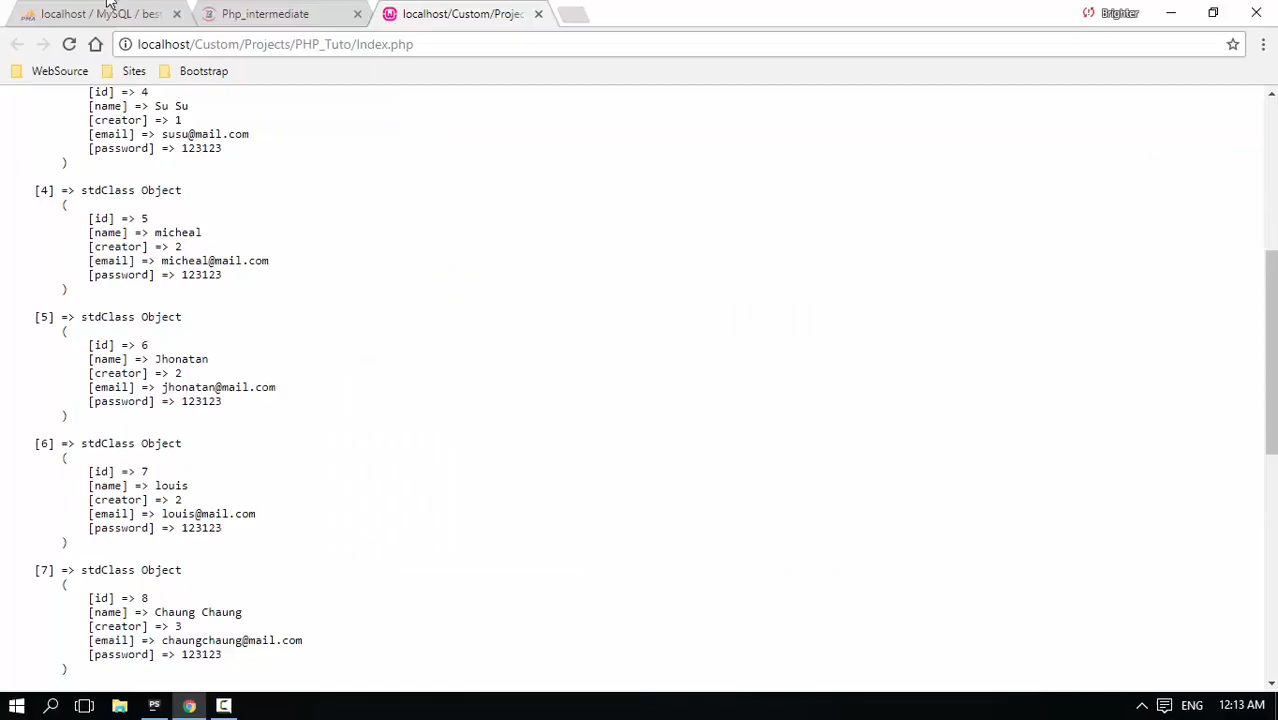 localhost / MySQL / best
Php_intermediate
localhost/Custom/Projec
Brighter
localhost/Custom/Projects/PHP_Tuto/Index.php
WebSource
Sites
Bootstrap
[id] => 4
[name] => Su Su
[creator] => 1
[email] => susu@mail.com
[password] => 123123
)
[4] => stdClass Object
(
[id] => 5
[name] => micheal
[creator] => 2
[email] => micheal@mail.com
[password] => 123123
)
[5] => stdClass Object
(
[id] => 6
[name] => Jhonatan
[creator] => 2
[email] => jhonatan@mail.com
[password] => 123123
)
[6] => stdClass Object
(
[id] => 7
[name] => louis
[creator] => 2
[email] => louis@mail.com
[password] => 123123
)
[7] => stdClass Object
(
[id] => 8
[name] => Chaung Chaung
[creator] => 3
[email] => chaungchaung@mail.com
[password] => 123123
)
PS
ENG
12:13 AM